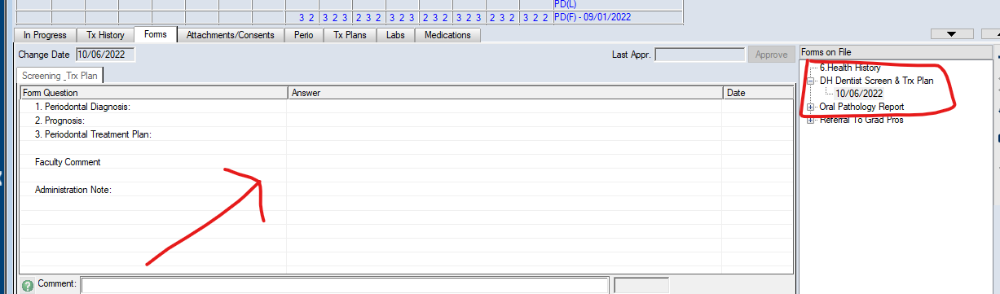 PD(L)
3 2 3 2 3 2 3 2 3 2 3 3 2 3 3 2 3 2 3 2 3 2 3 3 2 2 PD(F) - 09/01/2022
In Progress Tx History Forms Attachments/Consents Perio Tx Plans Labs Medications
Change Date 10/06/2022 Last Appr. Approve
Forms on File
6.Health History
DH Dentist Screen & Trx Plan
10/06/2022
Oral Pathology Report
Referral To Grad Pros
Screening _Trx Plan
Form Question Answer Date
1. Periodontal Diagnosis:
2. Prognosis:
3. Periodontal Treatment Plan:
Faculty Comment
Administration Note:
Comment: